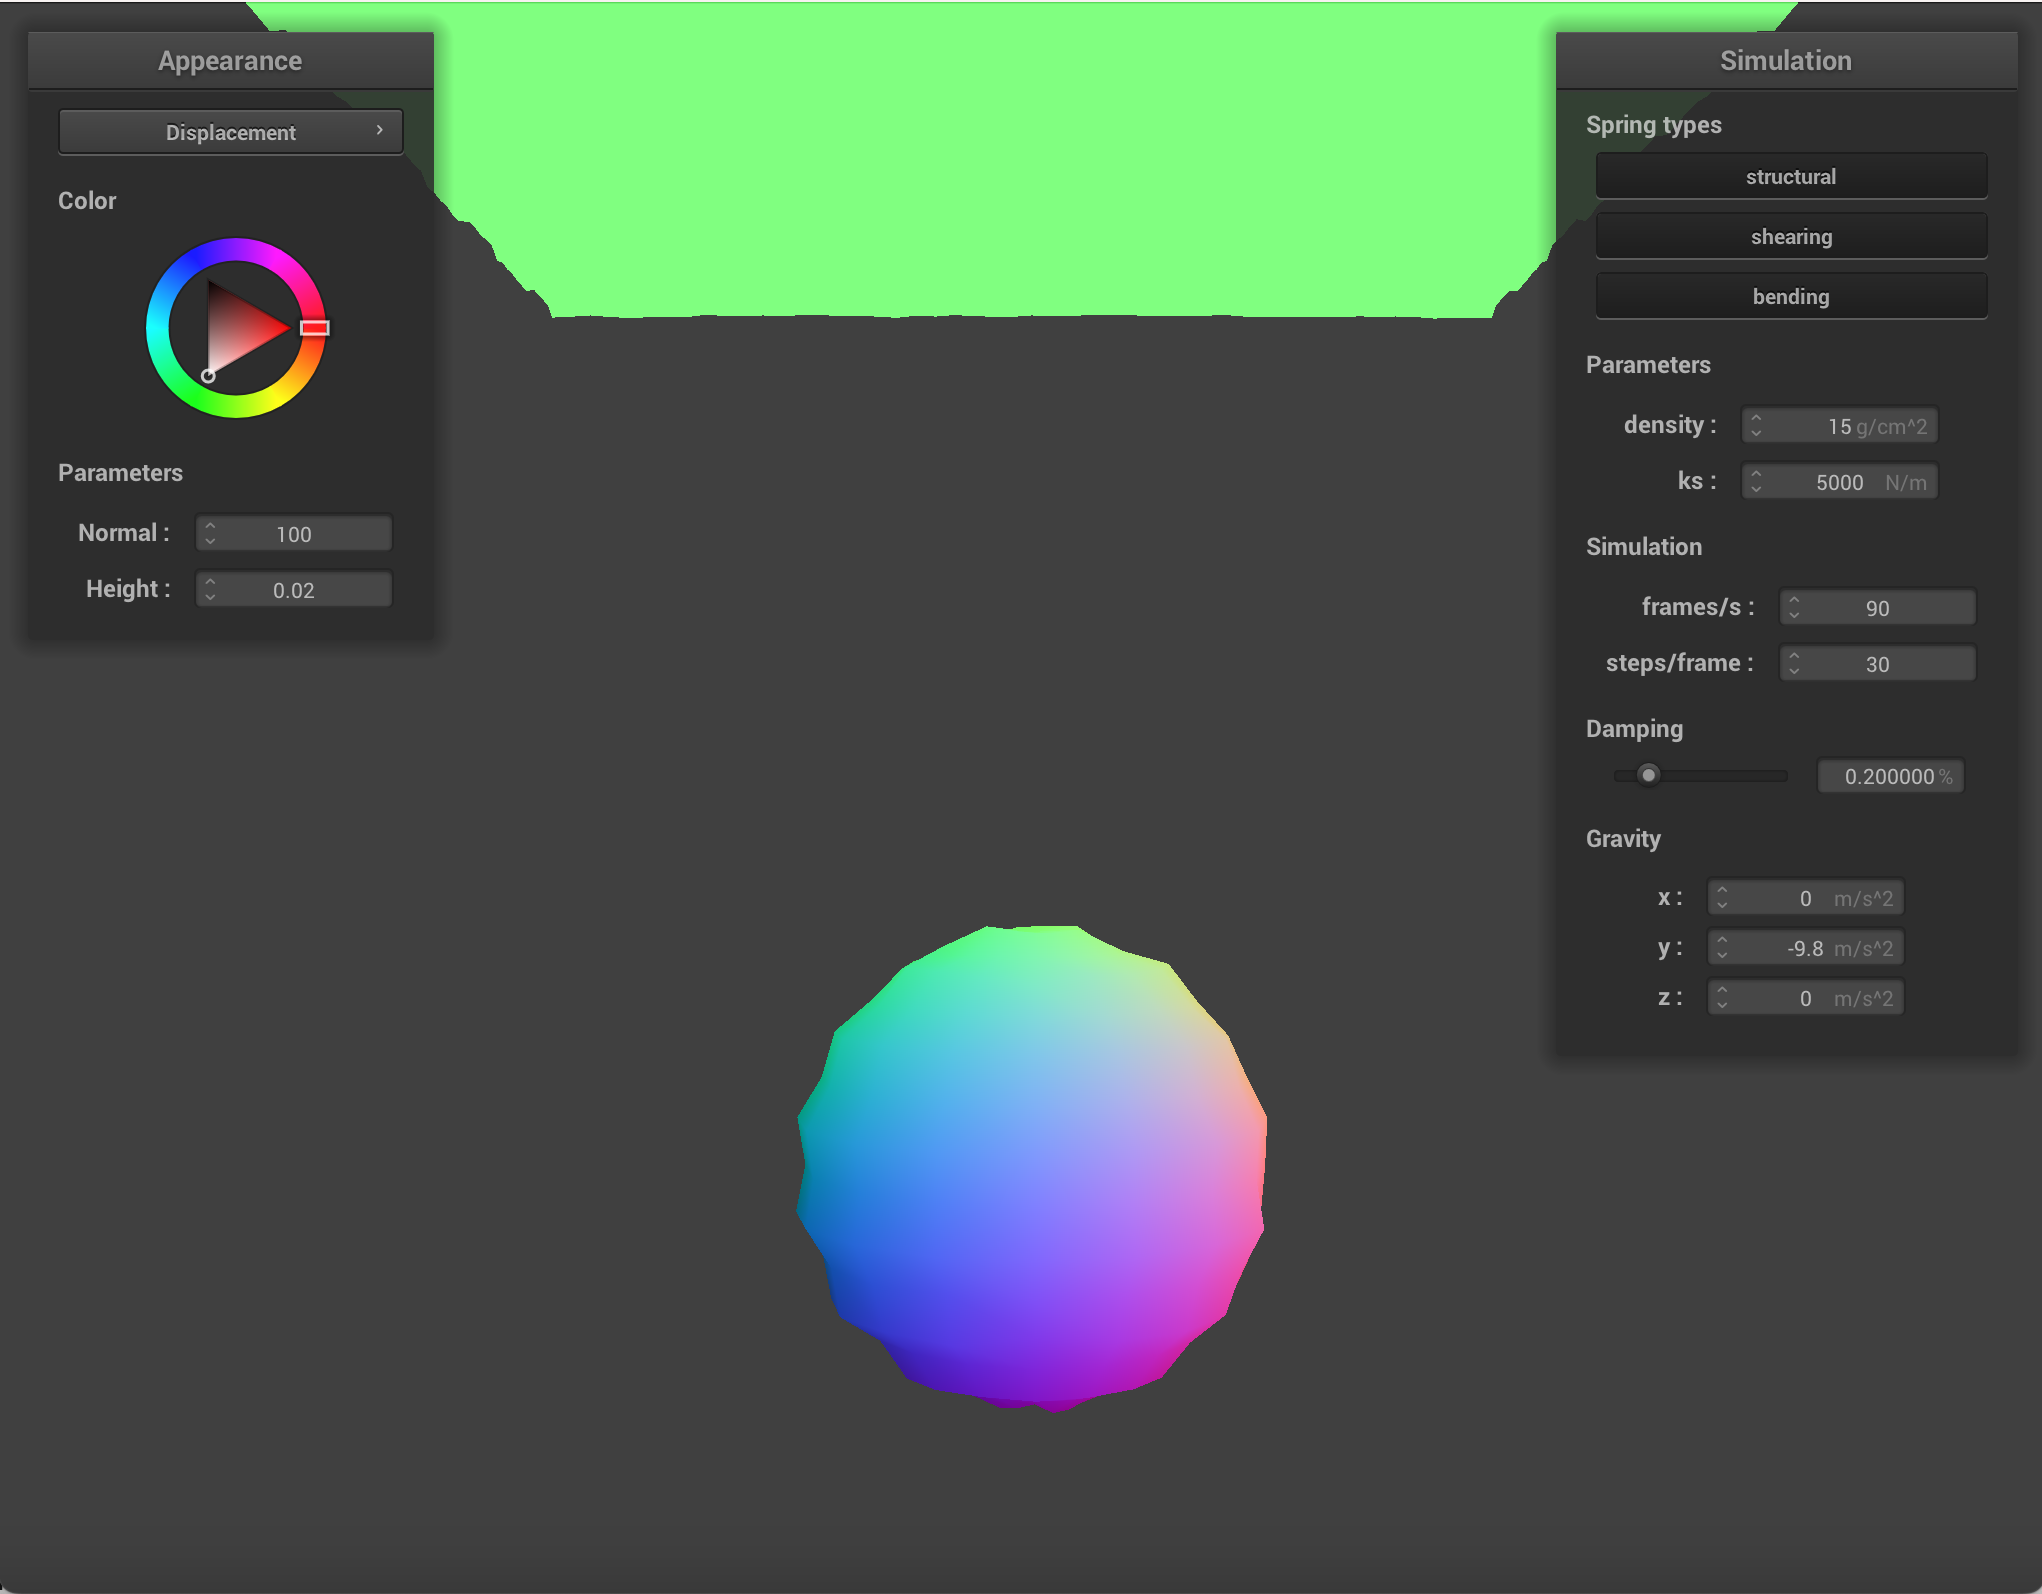 Appearance
Displacement
Color
Parameters
Normal : 100
Height : 0.02
Simulation
Spring types
structural
shearing
bending
Parameters
density : 15 g/cm^2
ks : 5000 N/m
Simulation
frames/s : 90
steps/frame : 30
Damping
0.200000 %
Gravity
x : 0 m/s^2
y : -9.8 m/s^2
z : 0 m/s^2